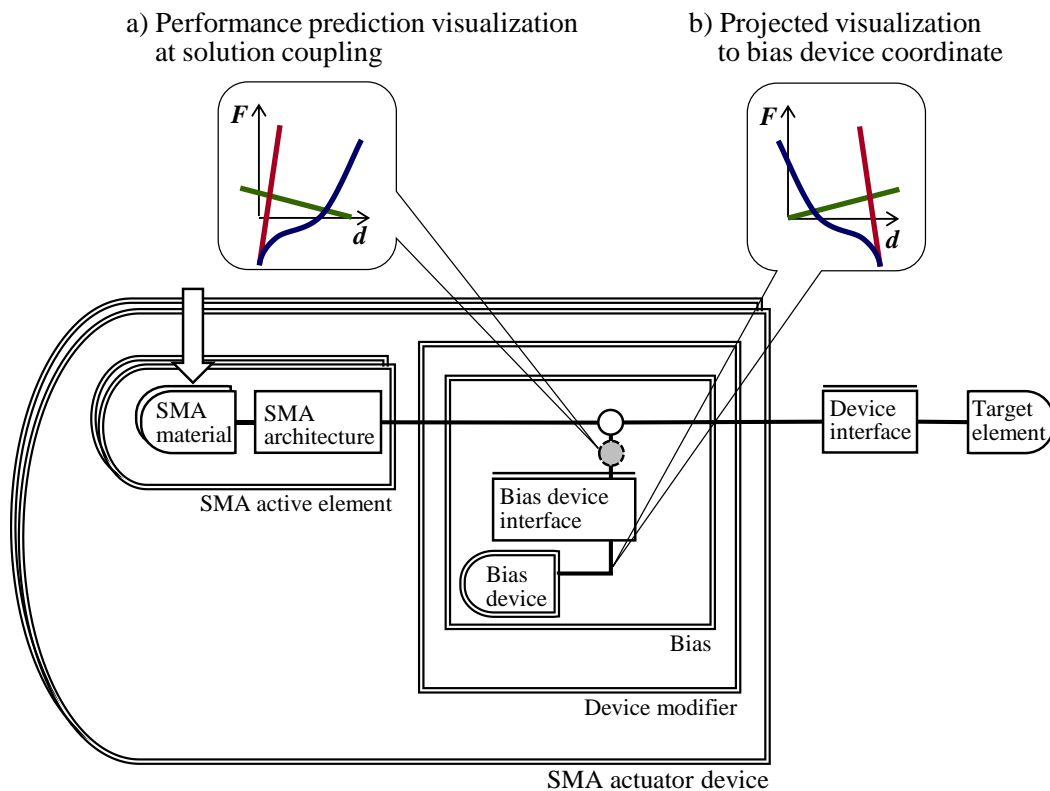 a) Performance prediction visualization
at solution coupling
b) Projected visualization
to bias device coordinate
F
d
F
d
SMA
material
SMA
architecture
SMA active element
Bias device
interface
Bias
device
Bias
Device modifier
SMA actuator device
Device
interface
Target
element